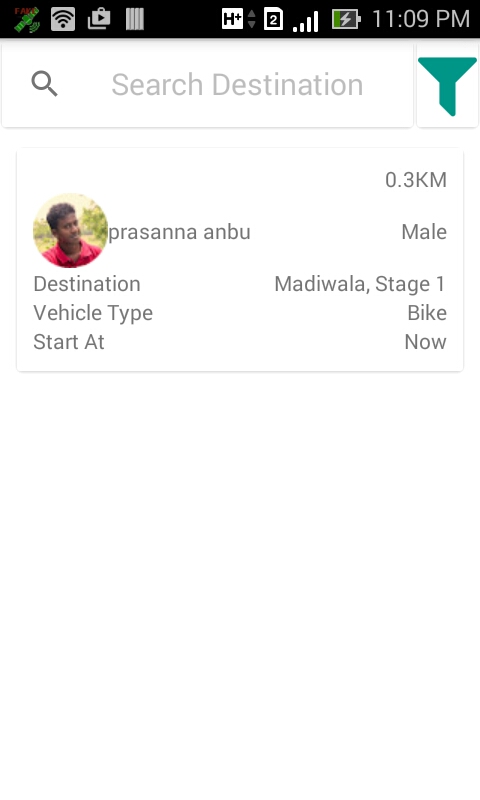 FAKE
H+ 2 11:09 PM
Search Destination
0.3KM
prasanna anbu Male
Destination Madiwala, Stage 1
Vehicle Type Bike
Start At Now